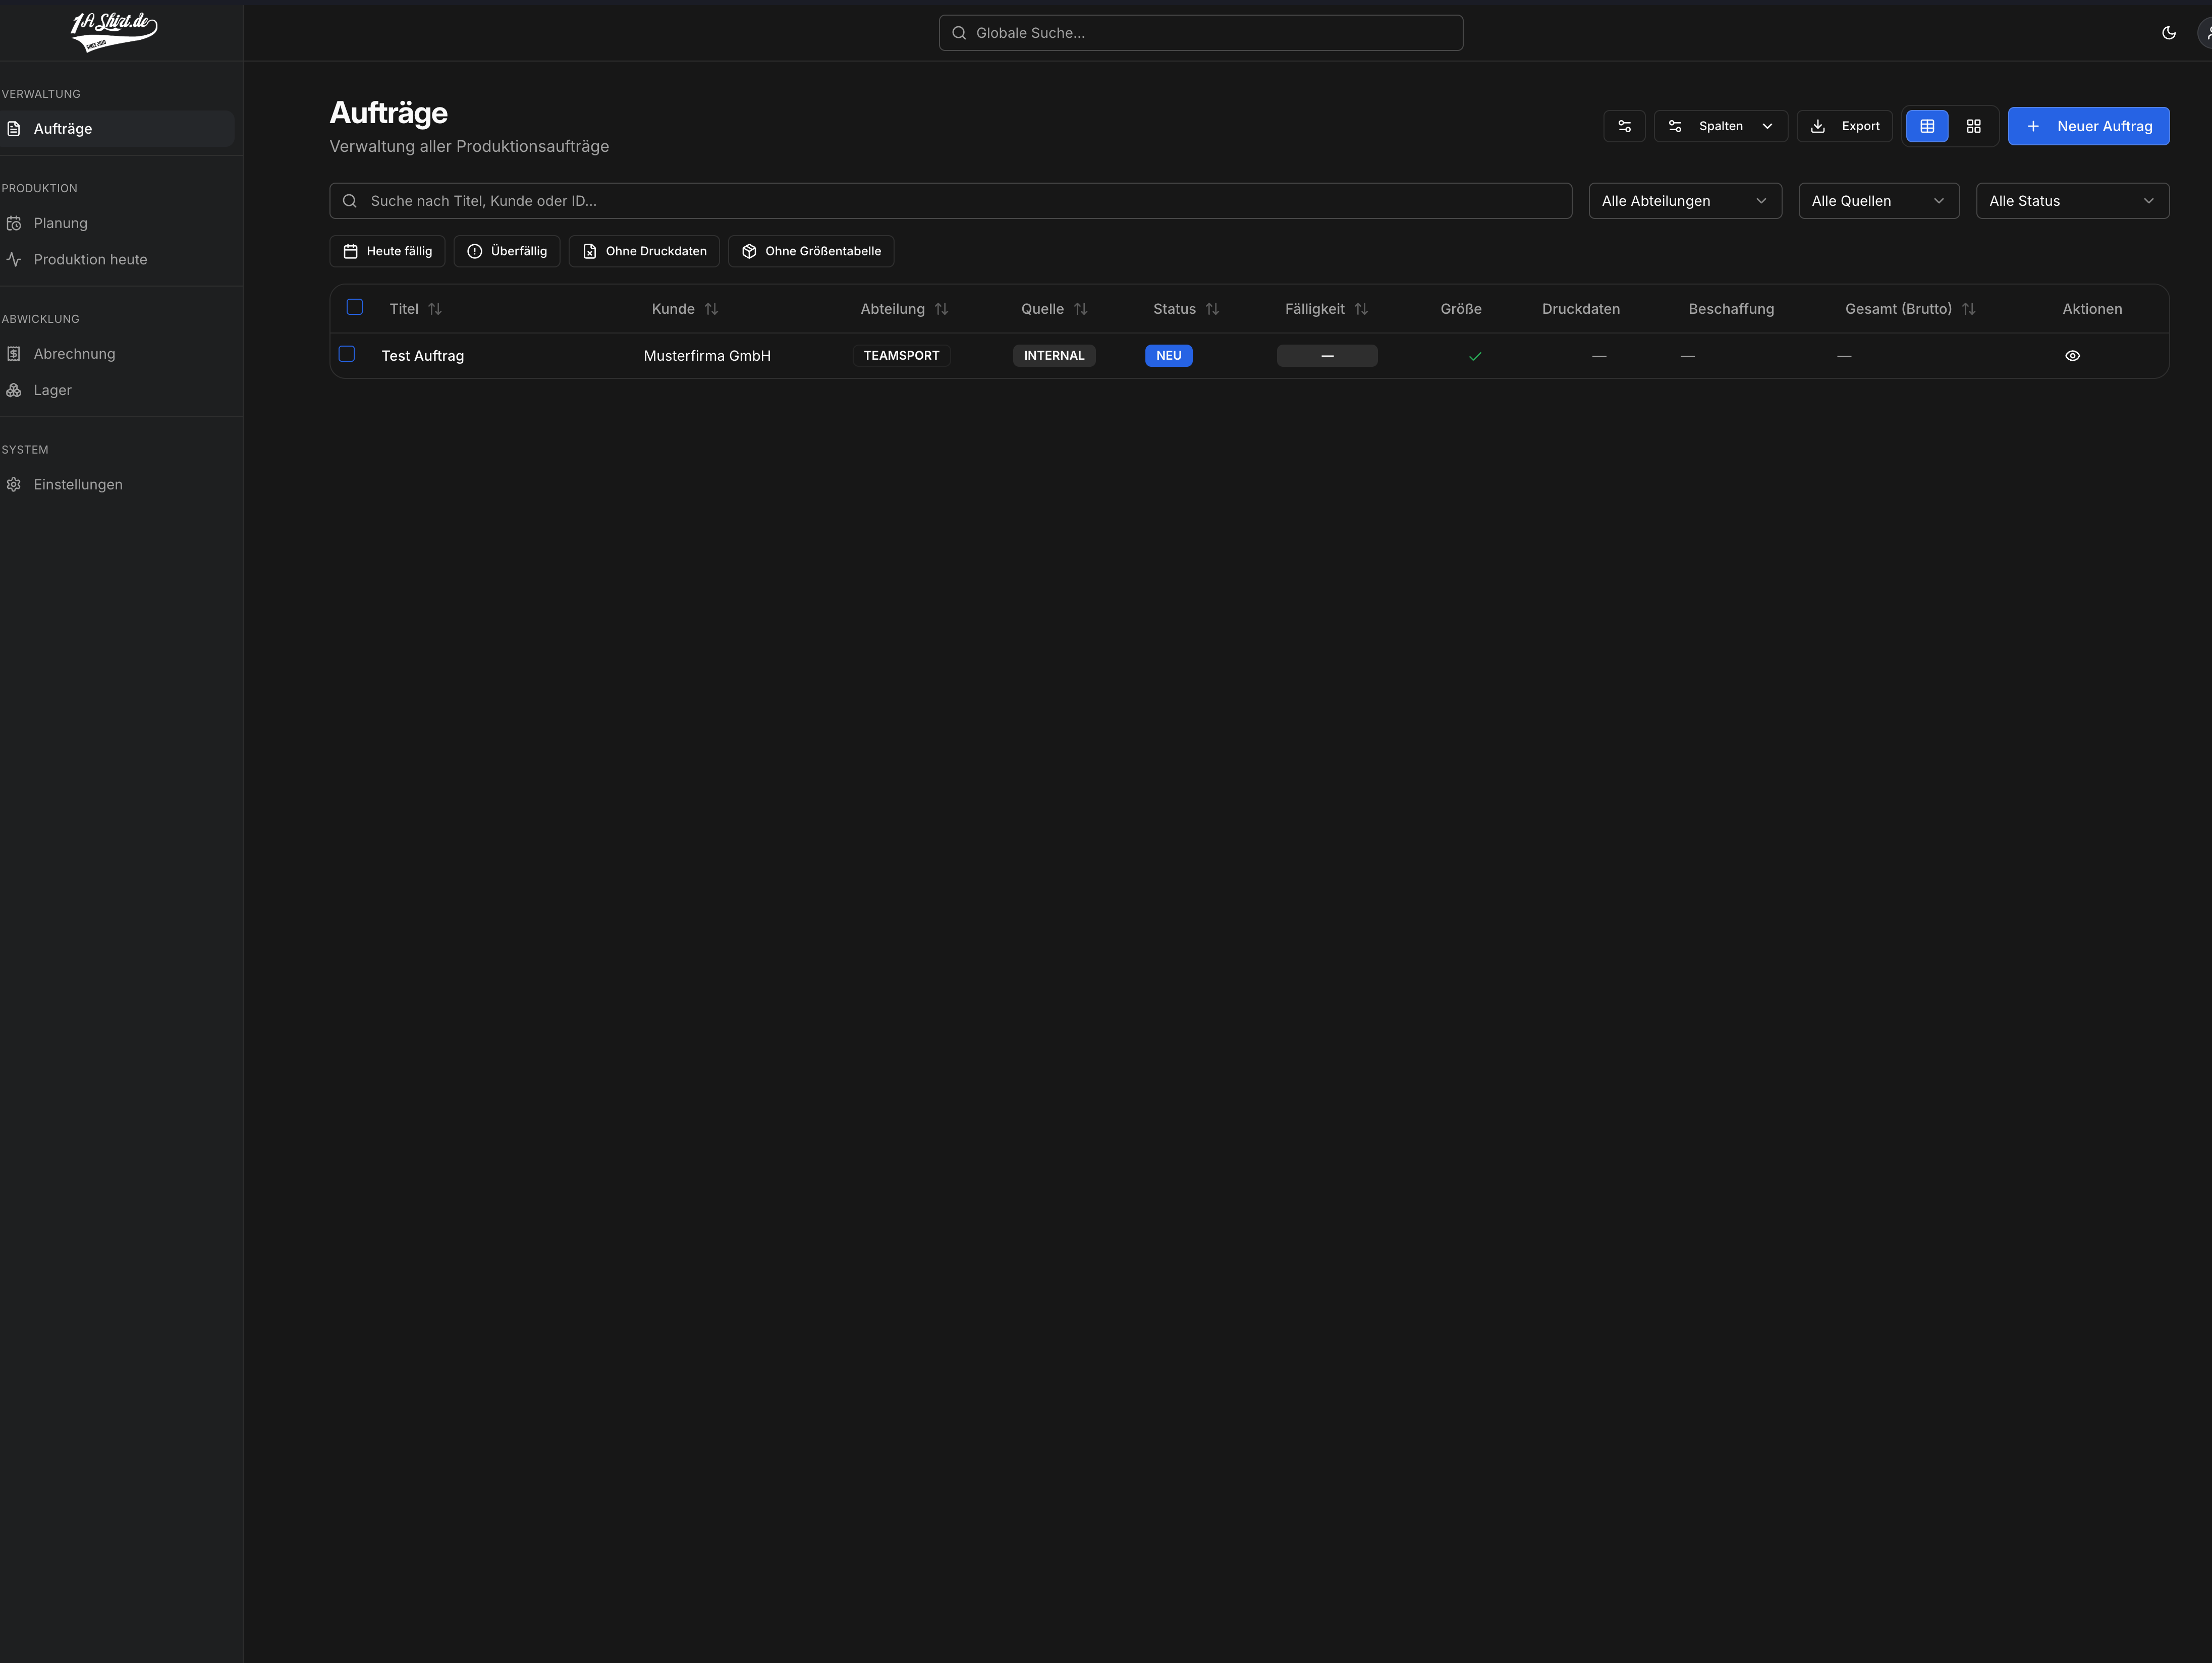 1A Shirt.de
SINCE 2010
Globale Suche...
VERWALTUNG
Aufträge
PRODUKTION
Planung
Produktion heute
ABWICKLUNG
Abrechnung
Lager
SYSTEM
Einstellungen
Aufträge
Verwaltung aller Produktionsaufträge
Spalten
Export
Neuer Auftrag
Suche nach Titel, Kunde oder ID...
Alle Abteilungen
Alle Quellen
Alle Status
Heute fällig
Überfällig
Ohne Druckdaten
Ohne Größentabelle
Titel Kunde Abteilung Quelle Status Fälligkeit Größe Druckdaten Beschaffung Gesamt (Brutto) Aktionen
Test Auftrag Musterfirma GmbH TEAMSPORT INTERNAL NEU — — — —